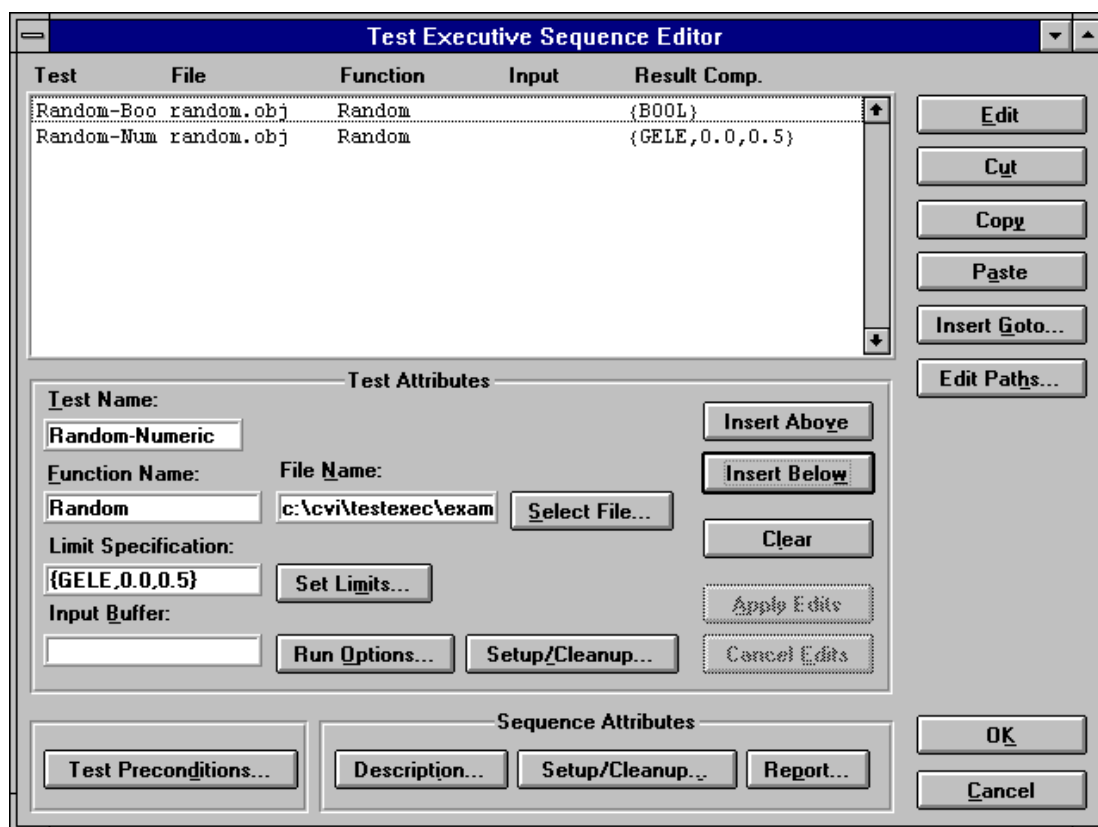 Test Executive Sequence Editor
Test File Function Input Result Comp.
Random-Boo random.obj Random {BOOL}
Random-Num random.obj Random {GELE,0.0,0.5}
Edit
Cut
Copy
Paste
Insert Goto...
Edit Paths...
Test Attributes
Test Name:
Random-Numeric
Insert Above
Function Name: File Name:
Insert Below
Random c:\cvi\testexec\exam Select File...
Clear
Limit Specification:
{GELE,0.0,0.5} Set Limits...
Apply Edits
Input Buffer:
Run Options... Setup/Cleanup... Cancel Edits
Sequence Attributes
Test Preconditions... Description... Setup/Cleanup... Report...
OK
Cancel